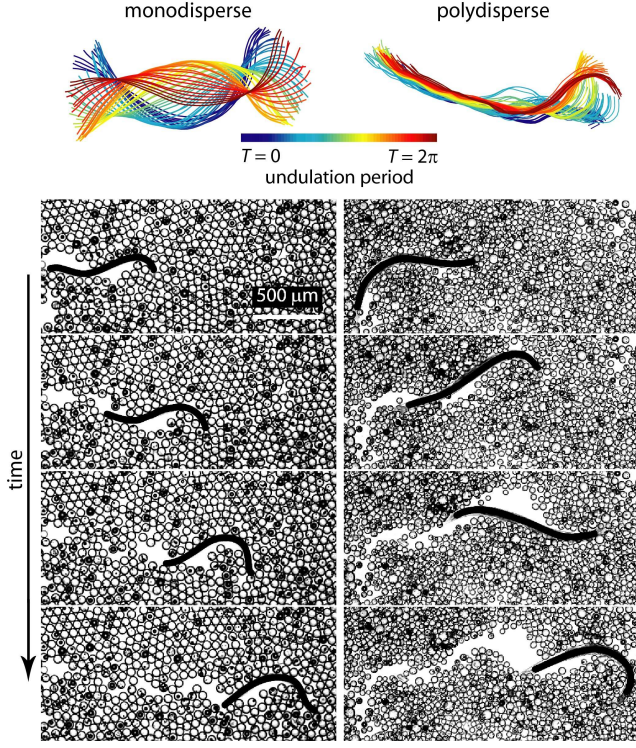 monodisperse
polydisperse
T = 0
T = 2π
undulation period
500 μm
time